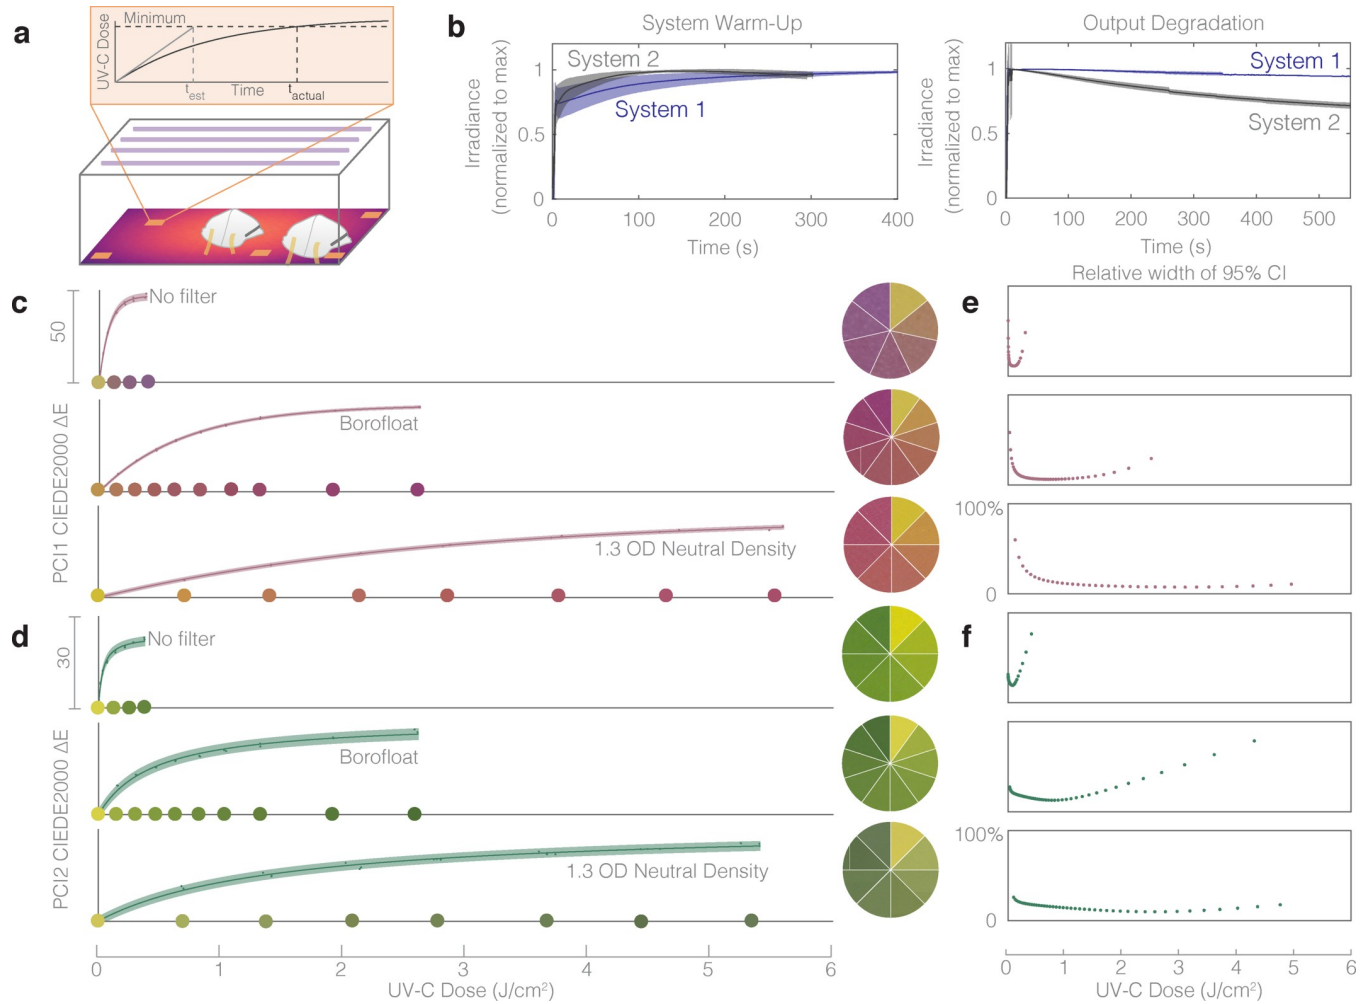 a
UV-C Dose
Minimum
t_est
Time
t_actual
b
System Warm-Up
Irradiance
(normalized to max)
1
0.5
0
System 2
System 1
0 100 200 300 400
Time (s)
Output Degradation
Irradiance
(normalized to max)
1
0.5
0
System 1
System 2
0 100 200 300 400 500
Time (s)
c
50
No filter
PCI1 CIEDE2000 ΔE
Borofloat
1.3 OD Neutral Density
d
30
No filter
PCI2 CIEDE2000 ΔE
Borofloat
1.3 OD Neutral Density
0 1 2 3 4 5 6
UV-C Dose (J/cm²)
Relative width of 95% CI
e
100%
0
f
100%
0
0 1 2 3 4 5 6
UV-C Dose (J/cm²)